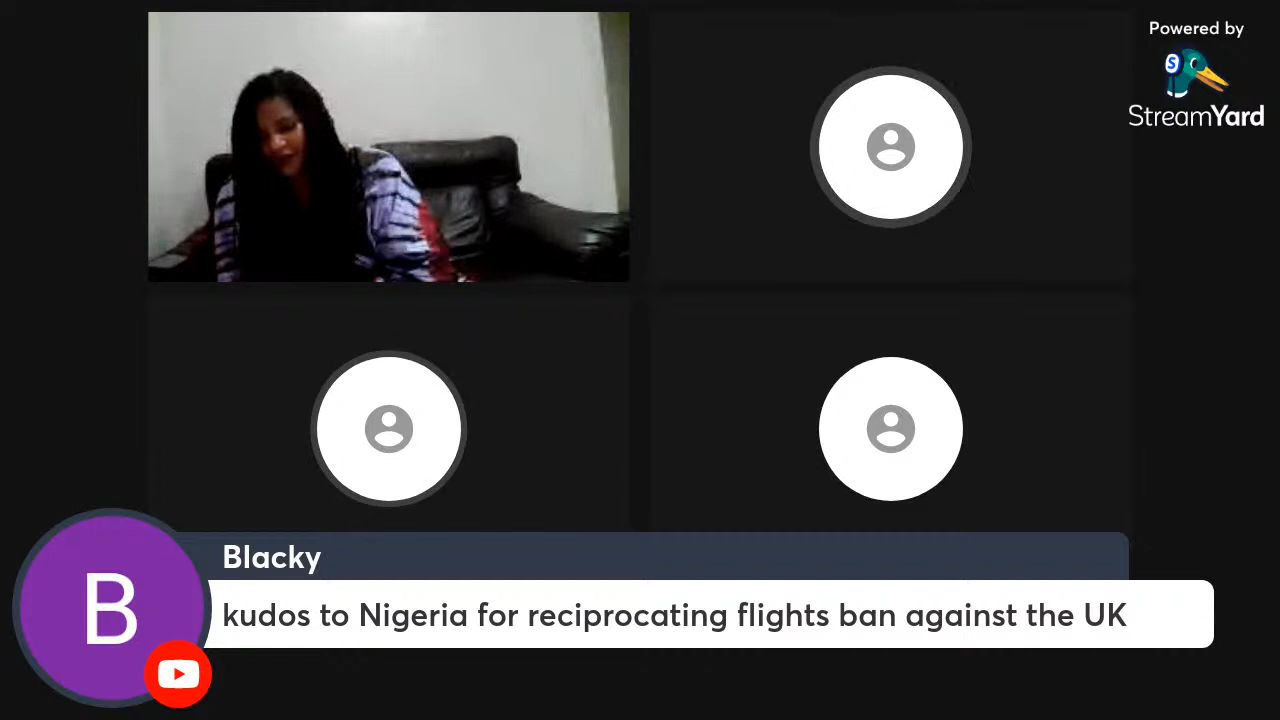 Powered by
S
StreamYard
B
Blacky
kudos to Nigeria for reciprocating flights ban against the UK